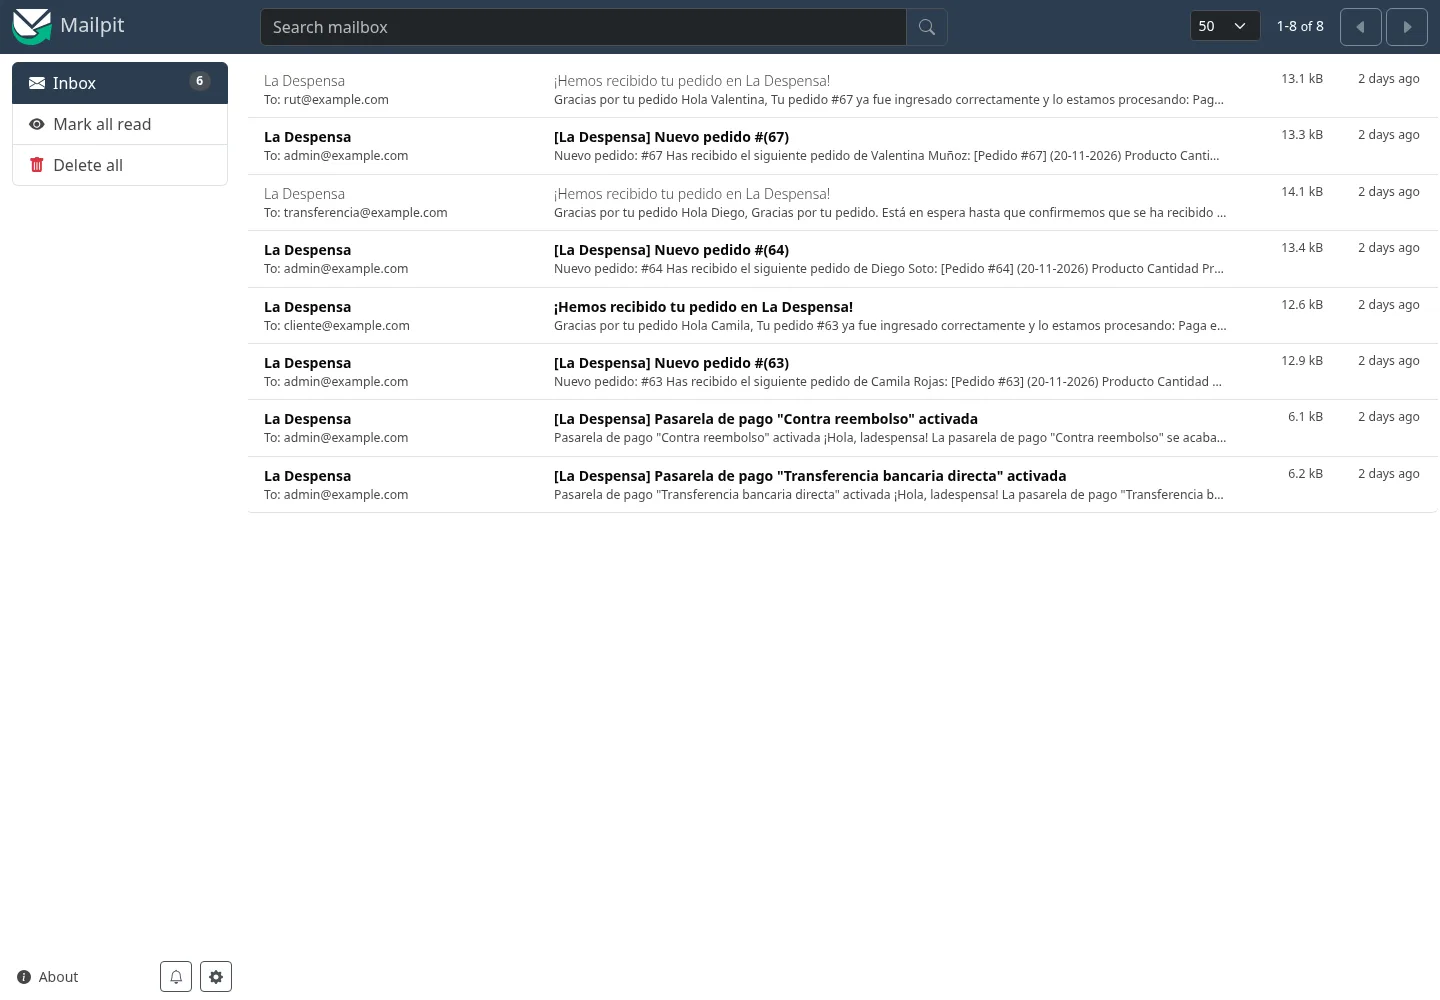 Mailpit
Search mailbox
50
1-8 of 8
Inbox 6
Mark all read
Delete all
La Despensa ¡Hemos recibido tu pedido en La Despensa! 13.1 kB 2 days ago
To: rut@example.com Gracias por tu pedido Hola Valentina, Tu pedido #67 ya fue ingresado correctamente y lo estamos procesando: Pag...
La Despensa [La Despensa] Nuevo pedido #(67) 13.3 kB 2 days ago
To: admin@example.com Nuevo pedido: #67 Has recibido el siguiente pedido de Valentina Muñoz: [Pedido #67] (20-11-2026) Producto Canti...
La Despensa ¡Hemos recibido tu pedido en La Despensa! 14.1 kB 2 days ago
To: transferencia@example.com Gracias por tu pedido Hola Diego, Gracias por tu pedido. Está en espera hasta que confirmemos que se ha recibido ...
La Despensa [La Despensa] Nuevo pedido #(64) 13.4 kB 2 days ago
To: admin@example.com Nuevo pedido: #64 Has recibido el siguiente pedido de Diego Soto: [Pedido #64] (20-11-2026) Producto Cantidad Pr...
La Despensa ¡Hemos recibido tu pedido en La Despensa! 12.6 kB 2 days ago
To: cliente@example.com Gracias por tu pedido Hola Camila, Tu pedido #63 ya fue ingresado correctamente y lo estamos procesando: Paga e...
La Despensa [La Despensa] Nuevo pedido #(63) 12.9 kB 2 days ago
To: admin@example.com Nuevo pedido: #63 Has recibido el siguiente pedido de Camila Rojas: [Pedido #63] (20-11-2026) Producto Cantidad ...
La Despensa [La Despensa] Pasarela de pago "Contra reembolso" activada 6.1 kB 2 days ago
To: admin@example.com Pasarela de pago "Contra reembolso" activada ¡Hola, ladespensa! La pasarela de pago "Contra reembolso" se acaba...
La Despensa [La Despensa] Pasarela de pago "Transferencia bancaria directa" activada 6.2 kB 2 days ago
To: admin@example.com Pasarela de pago "Transferencia bancaria directa" activada ¡Hola, ladespensa! La pasarela de pago "Transferencia b...
About